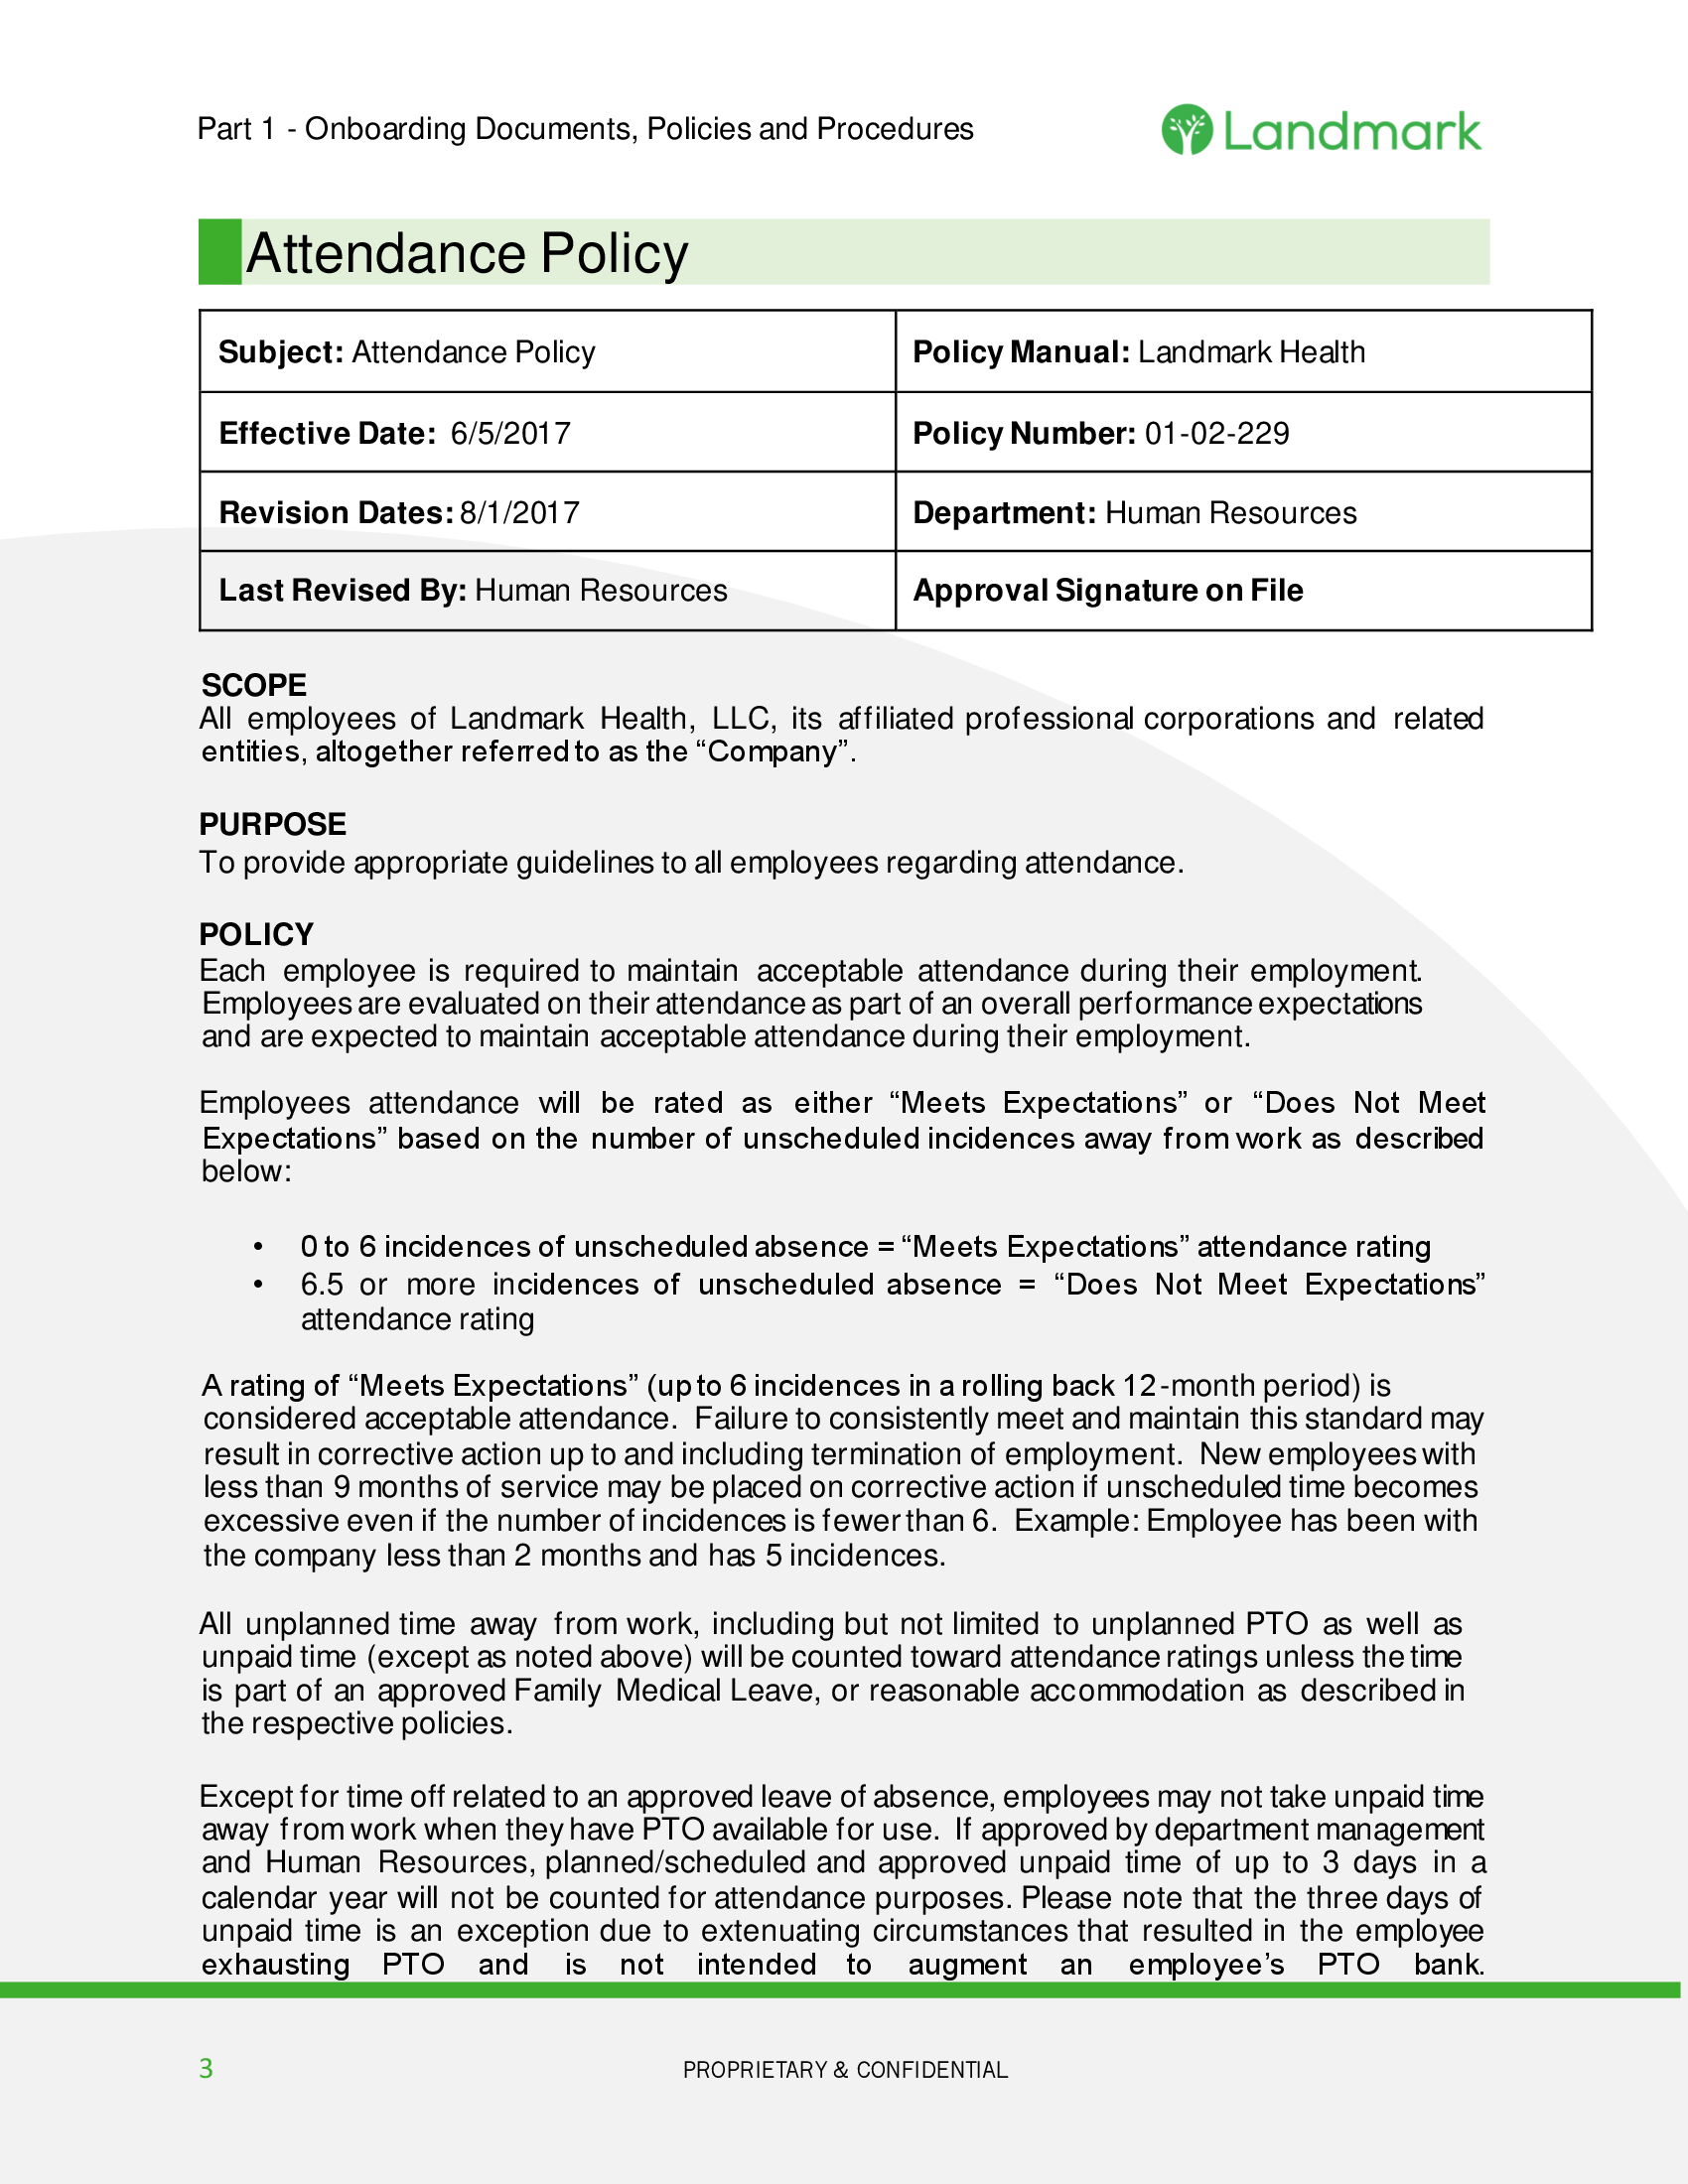 Part 1 - Onboarding Documents, Policies and Procedures
Landmark
Attendance Policy
Subject: Attendance Policy
Policy Manual: Landmark Health
Effective Date: 6/5/2017
Policy Number: 01-02-229
Revision Dates: 8/1/2017
Department: Human Resources
Last Revised By: Human Resources
Approval Signature on File
SCOPE
All employees of Landmark Health, LLC, its affiliated professional corporations and related
entities, altogether referred to as the “Company”.
PURPOSE
To provide appropriate guidelines to all employees regarding attendance.
POLICY
Each employee is required to maintain acceptable attendance during their employment.
Employees are evaluated on their attendance as part of an overall performance expectations
and are expected to maintain acceptable attendance during their employment.
Employees attendance will be rated as either “Meets Expectations” or “Does Not Meet
Expectations” based on the number of unscheduled incidences away from work as described
below:
• 0 to 6 incidences of unscheduled absence = “Meets Expectations” attendance rating
• 6.5 or more incidences of unscheduled absence = “Does Not Meet Expectations”
attendance rating
A rating of “Meets Expectations” (up to 6 incidences in a rolling back 12-month period) is
considered acceptable attendance. Failure to consistently meet and maintain this standard may
result in corrective action up to and including termination of employment. New employees with
less than 9 months of service may be placed on corrective action if unscheduled time becomes
excessive even if the number of incidences is fewer than 6. Example: Employee has been with
the company less than 2 months and has 5 incidences.
All unplanned time away from work, including but not limited to unplanned PTO as well as
unpaid time (except as noted above) will be counted toward attendance ratings unless the time
is part of an approved Family Medical Leave, or reasonable accommodation as described in
the respective policies.
Except for time off related to an approved leave of absence, employees may not take unpaid time
away from work when they have PTO available for use. If approved by department management
and Human Resources, planned/scheduled and approved unpaid time of up to 3 days in a
calendar year will not be counted for attendance purposes. Please note that the three days of
unpaid time is an exception due to extenuating circumstances that resulted in the employee
exhausting PTO and is not intended to augment an employee’s PTO bank.
3
PROPRIETARY & CONFIDENTIAL